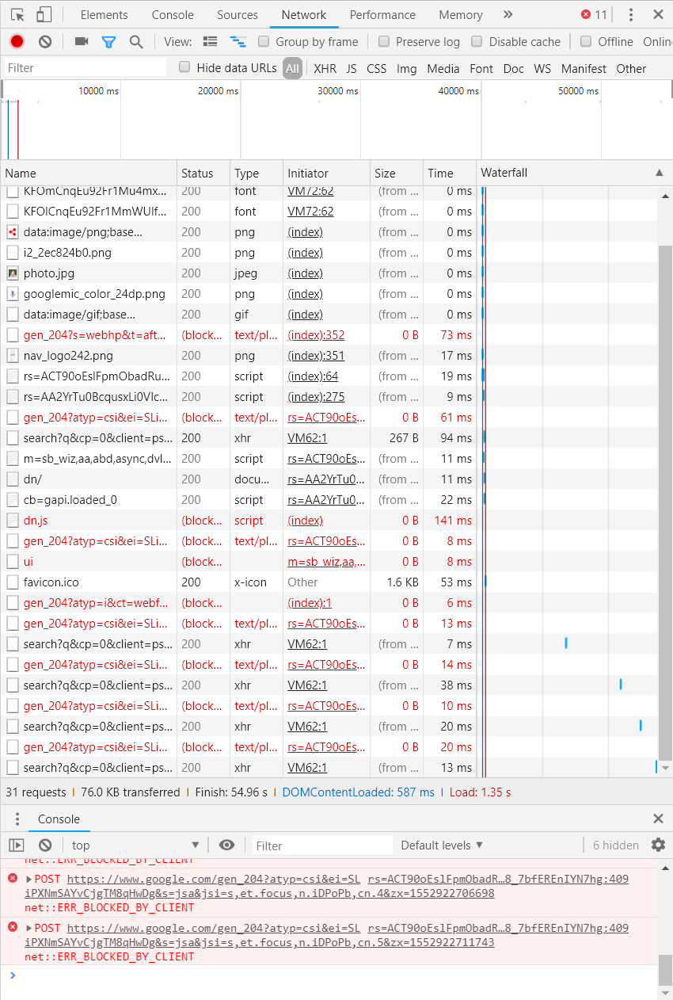 Elements Console Sources Network Performance Memory » 11
View: Group by frame Preserve log Disable cache Offline Onlin
Filter Hide data URLs All XHR JS CSS Img Media Font Doc WS Manifest Other
10000 ms 20000 ms 30000 ms 40000 ms 50000 ms
Name Status Type Initiator Size Time Waterfall
KFOmCnqEu92Fr1Mu4mx... 200 font VM72:62 (from ... 0 ms
KFOlCnqEu92Fr1MmWUlf... 200 font VM72:62 (from ... 0 ms
data:image/png;base... 200 png (index) (from ... 0 ms
i2_2ec824b0.png 200 png (index) (from ... 0 ms
photo.jpg 200 jpeg (index) (from ... 0 ms
googlemic_color_24dp.png 200 png (index) (from ... 0 ms
data:image/gif;base... 200 gif (index) (from ... 0 ms
gen_204?s=webhp&t=aft... (block... text/pl... (index):352 0 B 73 ms
nav_logo242.png 200 png (index):351 (from ... 17 ms
rs=ACT90oEslFpmObadRu... 200 script (index):64 (from ... 19 ms
rs=AA2YrTu0BcqusxLi0Vlc... 200 script (index):275 (from ... 9 ms
gen_204?atyp=csi&ei=SLi... (block... text/pl... rs=ACT90oEs... 0 B 61 ms
search?q&cp=0&client=ps... 200 xhr VM62:1 267 B 94 ms
m=sb_wiz,aa,abd,async,dvl... 200 script rs=ACT90oEs... (from ... 11 ms
dn/ 200 docu... rs=AA2YrTu0... (from ... 11 ms
cb=gapi.loaded_0 200 script rs=AA2YrTu0... (from ... 22 ms
dn.js (block... script (index) 0 B 141 ms
gen_204?atyp=csi&ei=SLi... (block... text/pl... rs=ACT90oEs... 0 B 8 ms
ui (block... m=sb_wiz,aa,... 0 B 8 ms
favicon.ico 200 x-icon Other 1.6 KB 53 ms
gen_204?atyp=i&ct=webf... (block... (index):1 0 B 6 ms
gen_204?atyp=csi&ei=SLi... (block... text/pl... rs=ACT90oEs... 0 B 13 ms
search?q&cp=0&client=ps... 200 xhr VM62:1 (from ... 7 ms
gen_204?atyp=csi&ei=SLi... (block... text/pl... rs=ACT90oEs... 0 B 14 ms
search?q&cp=0&client=ps... 200 xhr VM62:1 (from ... 38 ms
gen_204?atyp=csi&ei=SLi... (block... text/pl... rs=ACT90oEs... 0 B 10 ms
search?q&cp=0&client=ps... 200 xhr VM62:1 (from ... 20 ms
gen_204?atyp=csi&ei=SLi... (block... text/pl... rs=ACT90oEs... 0 B 20 ms
search?q&cp=0&client=ps... 200 xhr VM62:1 (from ... 13 ms
31 requests | 76.0 KB transferred | Finish: 54.96 s | DOMContentLoaded: 587 ms | Load: 1.35 s
Console
top Filter Default levels 6 hidden
net::ERR_BLOCKED_BY_CLIENT
POST https://www.google.com/gen_204?atyp=csi&ei=SL rs=ACT90oEslFpmObadR…8_7bfEREnIYN7hg:409
iPXNmSAYvCjgTM8qHwDg&s=jsa&jsi=s,et.focus,n.iDPoPb,cn.4&zx=1552922706698
net::ERR_BLOCKED_BY_CLIENT
POST https://www.google.com/gen_204?atyp=csi&ei=SL rs=ACT90oEslFpmObadR…8_7bfEREnIYN7hg:409
iPXNmSAYvCjgTM8qHwDg&s=jsa&jsi=s,et.focus,n.iDPoPb,cn.5&zx=1552922711743
net::ERR_BLOCKED_BY_CLIENT